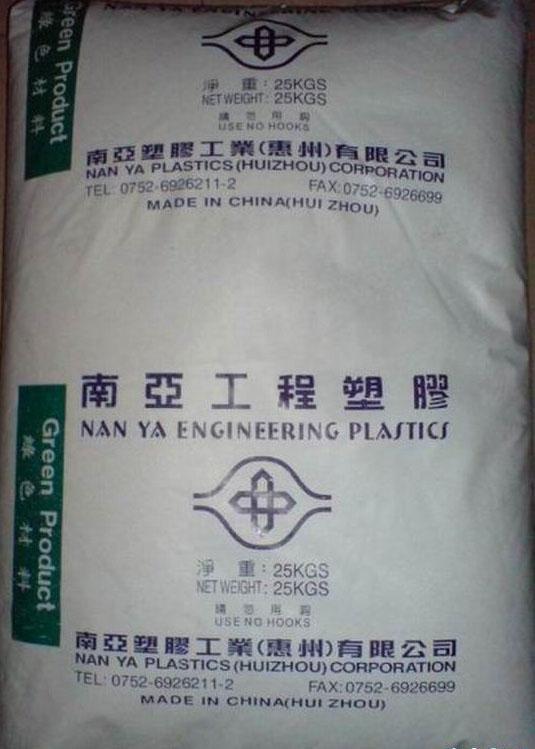 NAN YA ENGINEERING
Green Product
綠色材料
淨 重:25KGS
NET WEIGHT: 25KGS
請勿用鈎
USE NO HOOKS
南亞塑膠工業(惠州)有限公司
NAN YA PLASTICS(HUIZHOU)CORPORATION
TEL: 0752-6926211-2 FAX:0752-6926699
MADE IN CHINA(HUI ZHOU)
南亞工程塑膠
NAN YA ENGINEERING PLASTICS
Green Product
綠色材料
淨 重:25KGS
NET WEIGHT: 25KGS
請勿用鈎
USE NO HOOKS
南亞塑膠工業(惠州)有限公司
NAN YA PLASTICS(HUIZHOU)CORPORATION
TEL: 0752-6926211-2 FAX:0752-6926699
MADE IN CHINA(HUI ZHOU)